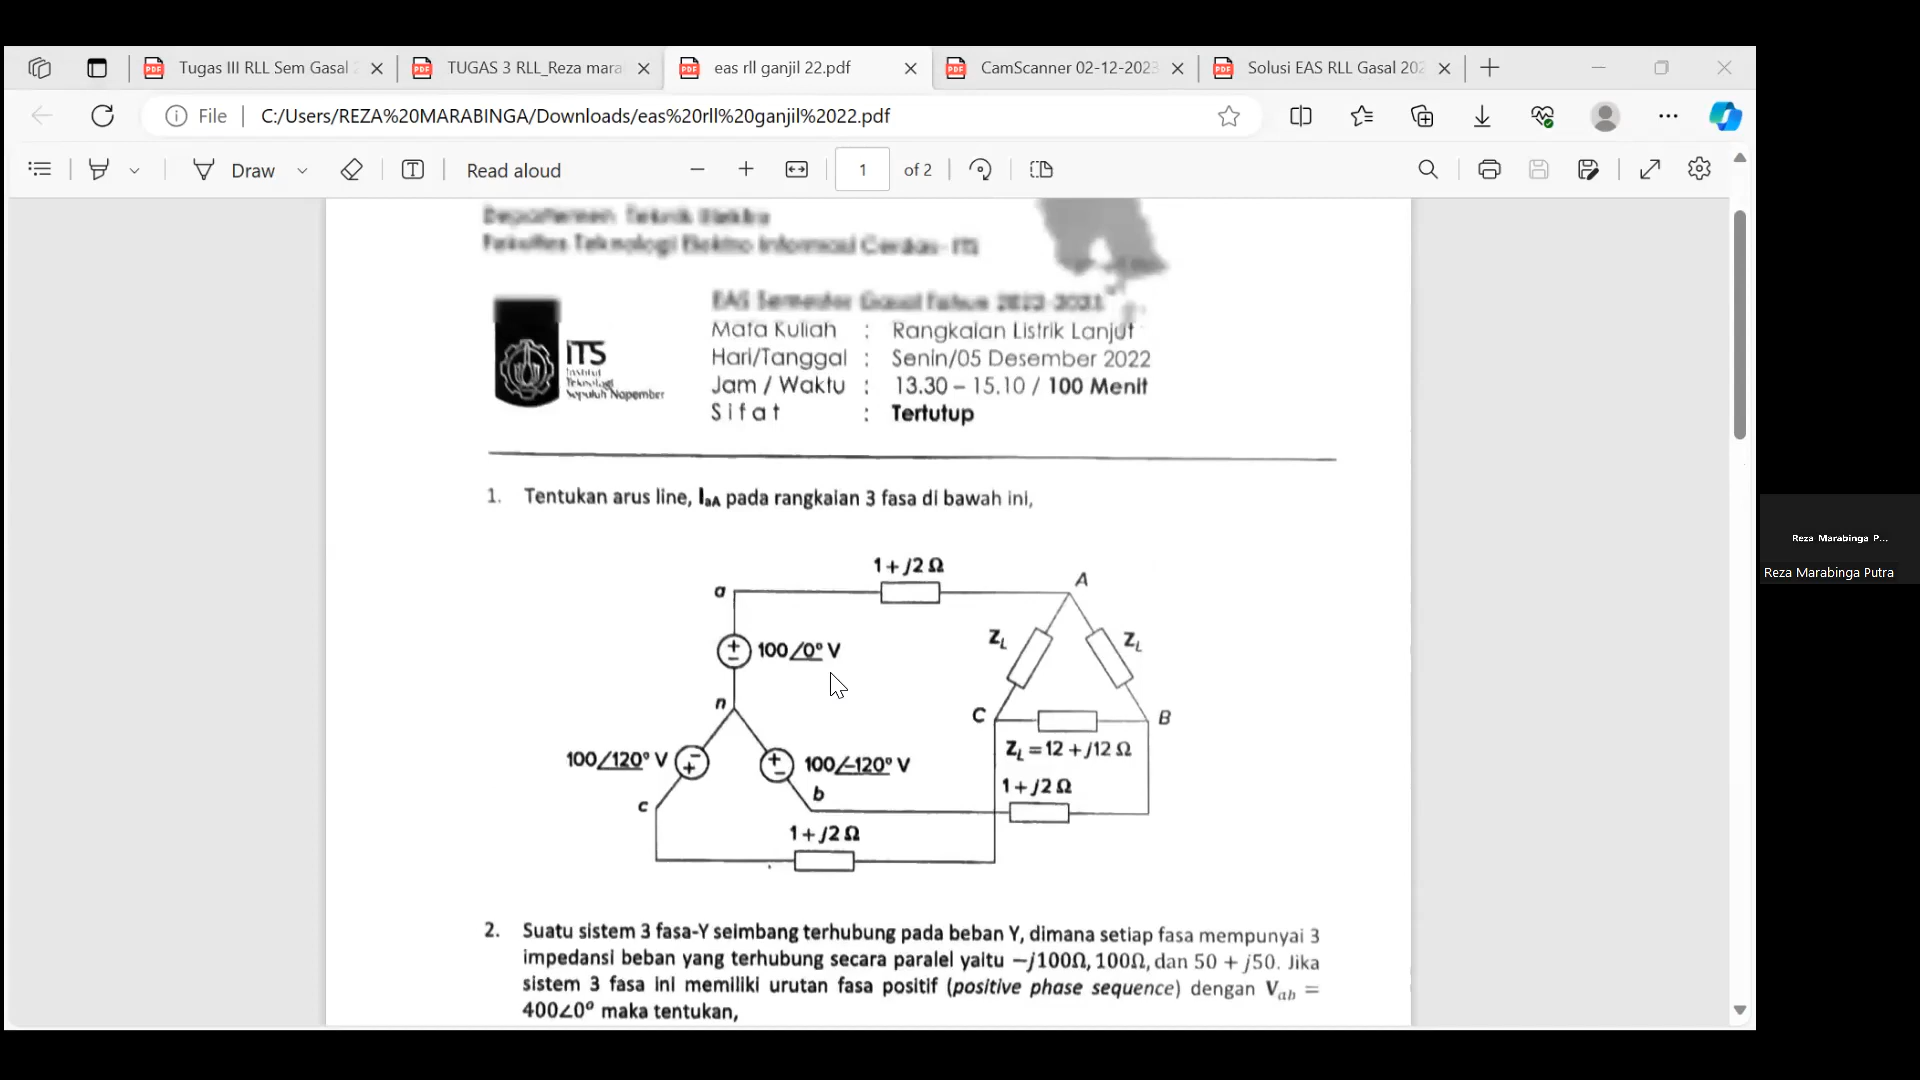 Tugas III RLL Sem Gasal
TUGAS 3 RLL_Reza mara
eas rll ganjil 22.pdf
CamScanner 02-12-2023
Solusi EAS RLL Gasal 202
File
C:/Users/REZA%20MARABINGA/Downloads/eas%20rll%20ganjil%2022.pdf
Draw
Read aloud
1
of 2
Departemen Teknik Elektro
Fakultas Teknologi Elektro Informasi Cerdas - ITS
EAS Semester Gasal Tahun 2022-2023
Mata Kuliah : Rangkaian Listrik Lanjut
Hari/Tanggal : Senin/05 Desember 2022
Jam / Waktu : 13.30 – 15.10 / 100 Menit
Sifat : Tertutup
ITS
Institut
Teknologi
Sepuluh Nopember
1. Tentukan arus line, IaA pada rangkaian 3 fasa di bawah ini,
1 + j2 Ω
a
A
100∠0° V
ZL
ZL
n
C
B
ZL = 12 + j12 Ω
100∠120° V
100∠–120° V
1 + j2 Ω
b
c
1 + j2 Ω
2. Suatu sistem 3 fasa-Y seimbang terhubung pada beban Y, dimana setiap fasa mempunyai 3
impedansi beban yang terhubung secara paralel yaitu −j100Ω, 100Ω, dan 50 + j50. Jika
sistem 3 fasa ini memiliki urutan fasa positif (positive phase sequence) dengan Vab =
400∠0° maka tentukan,
Reza Marabinga P...
Reza Marabinga Putra